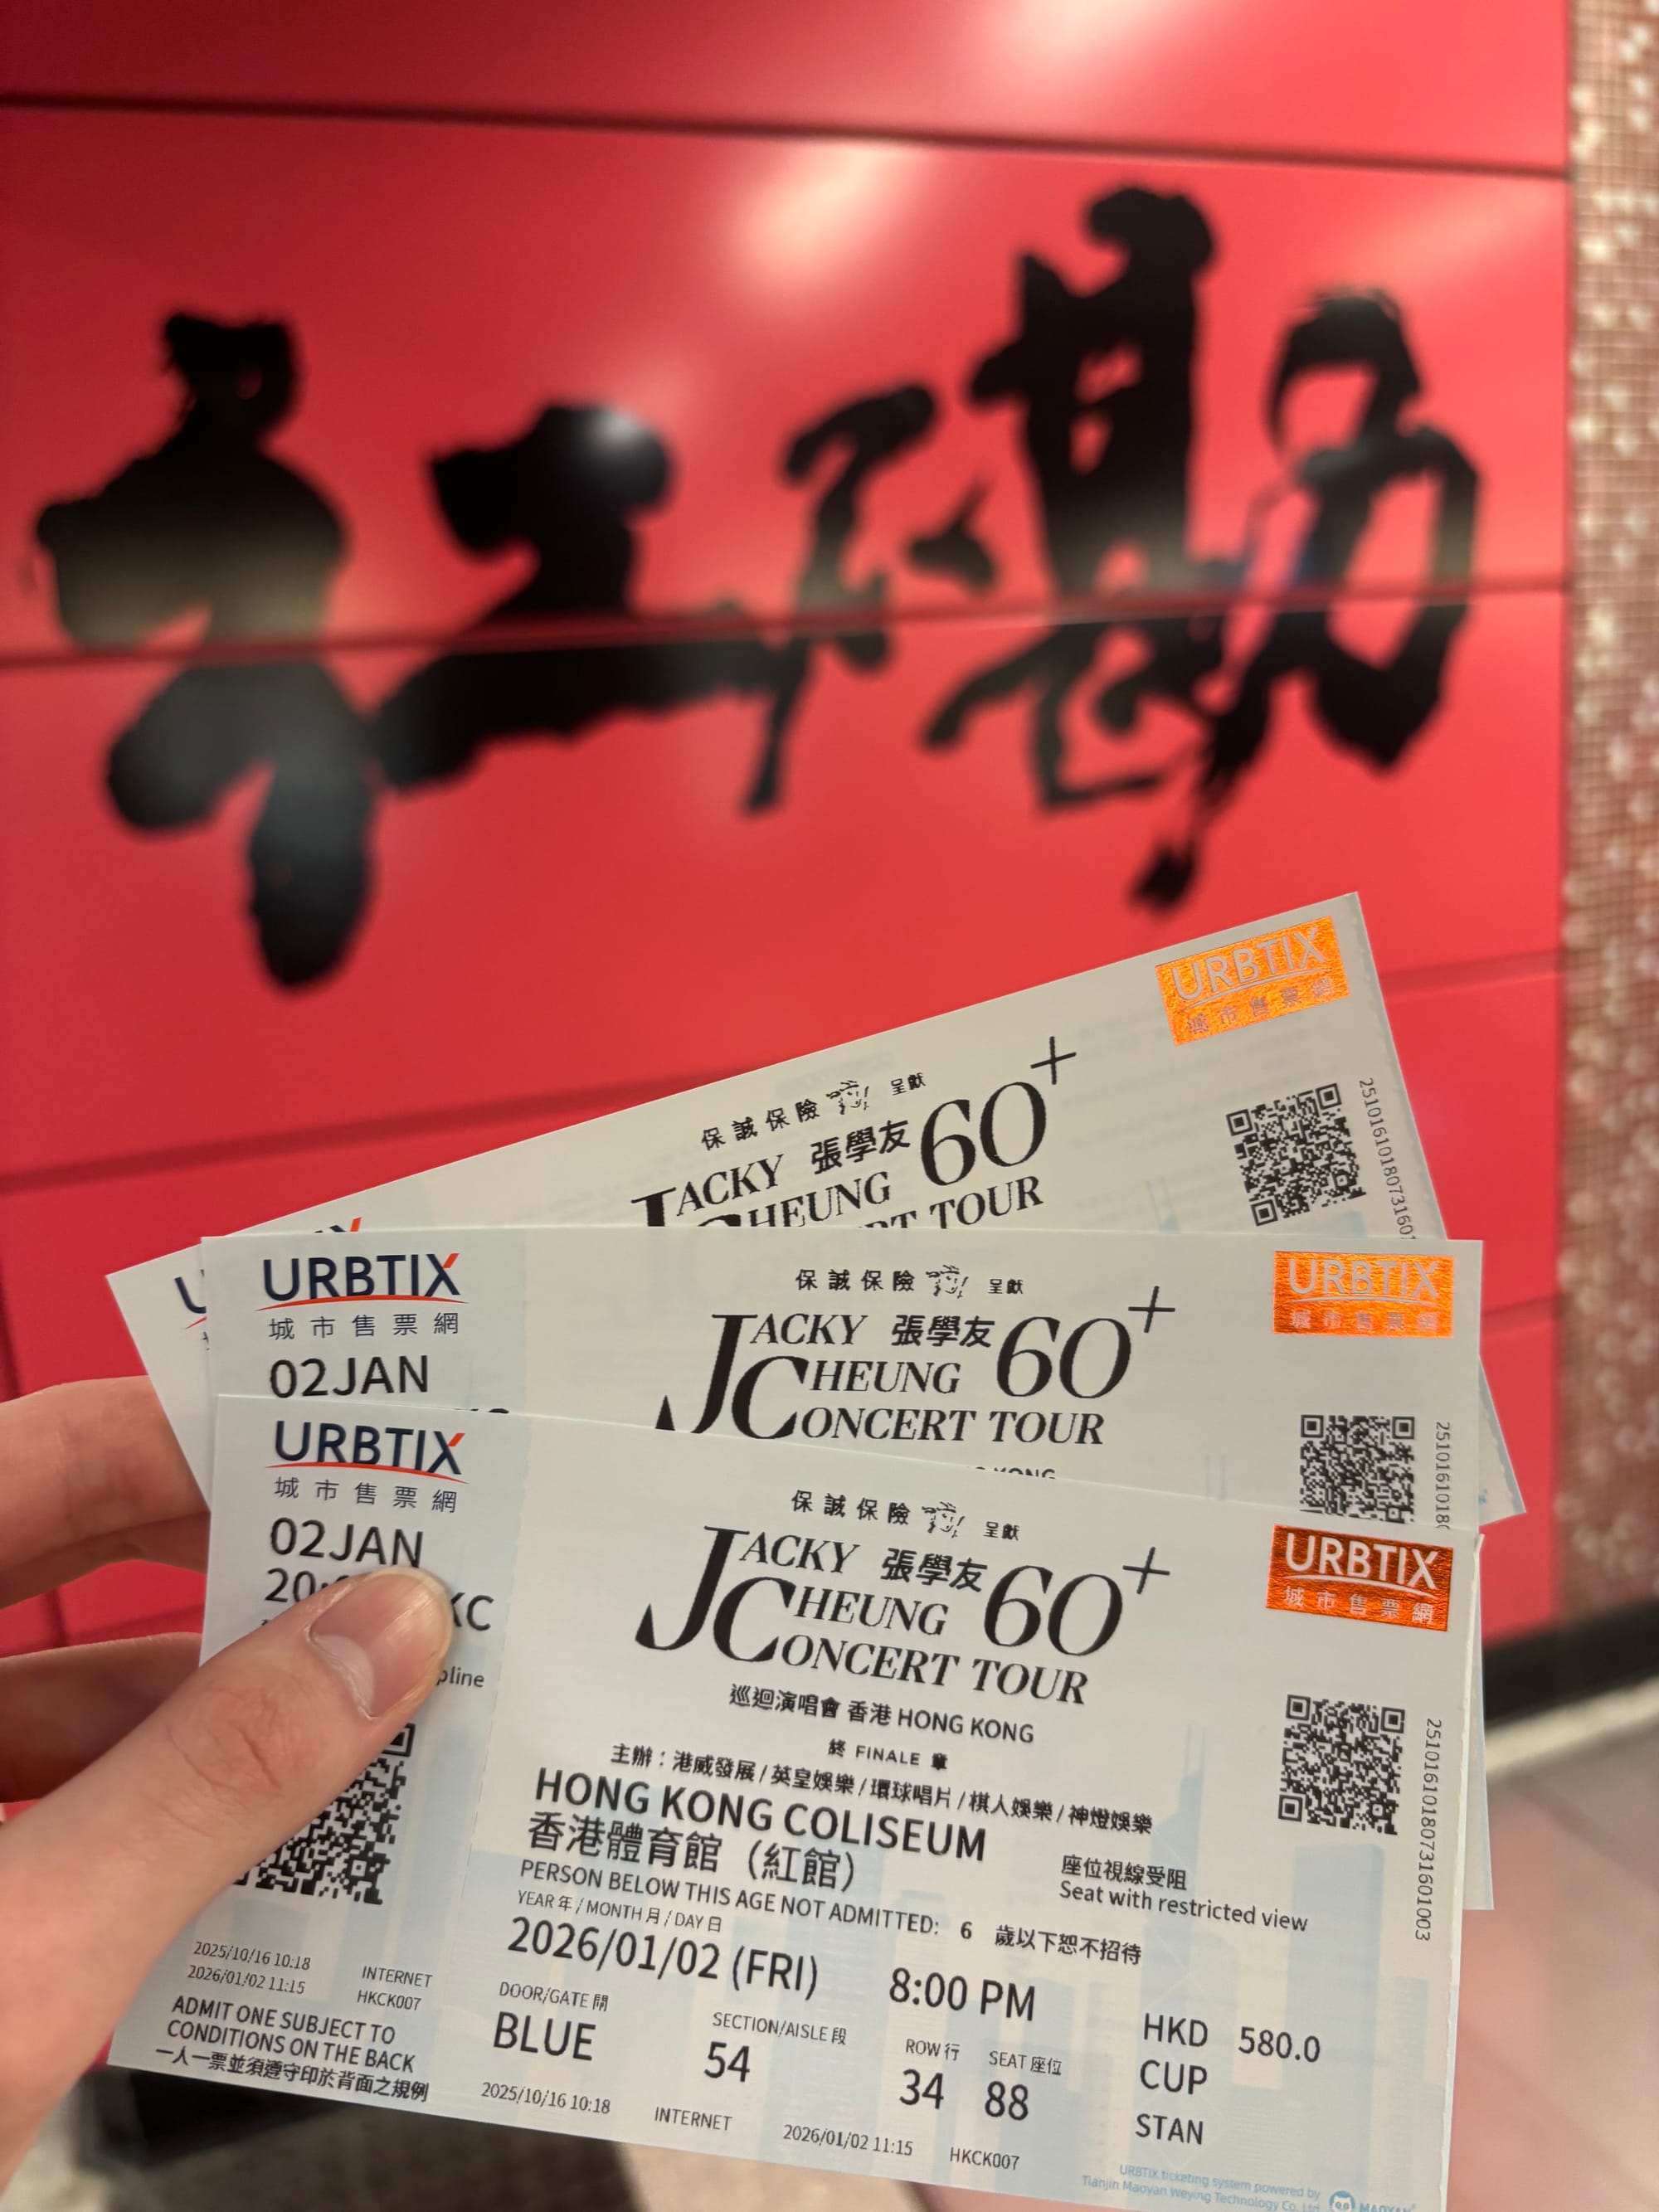 紅磡
URBTIX
城市售票網
保誠保險 呈獻
JACKY 張學友 60+
CHEUNG
CONCERT TOUR
25101610180731601
URBTIX
城市售票網
02JAN
保誠保險 呈獻
JACKY 張學友 60+
CHEUNG
CONCERT TOUR
URBTIX
城市售票網
2510161018
URBTIX
城市售票網
02JAN
保誠保險 呈獻
JACKY 張學友 60+
CHEUNG
CONCERT TOUR
巡迴演唱會 香港 HONG KONG
終 FINALE 章
主辦：港威發展 / 英皇娛樂 / 環球唱片 / 棋人娛樂 / 神燈娛樂
HONG KONG COLISEUM
香港體育館（紅館）
座位視線受阻
Seat with restricted view
PERSON BELOW THIS AGE NOT ADMITTED: 6 歲以下恕不招待
YEAR 年 / MONTH 月 / DAY 日
2026/01/02 (FRI) 8:00 PM
DOOR/GATE 閘 SECTION/AISLE 段 ROW 行 SEAT 座位
BLUE 54 34 88
HKD 580.0
CUP
STAN
2025/10/16 10:18 INTERNET 2026/01/02 11:15 HKCK007
URBTIX ticketing system powered by
Tianjin Maoyan Weying Technology Co. Ltd
MAOYAN
URBTIX
城市售票網
25101610180731601003
2025/10/16 10:18 INTERNET
2026/01/02 11:15 HKCK007
ADMIT ONE SUBJECT TO
CONDITIONS ON THE BACK
一人一票並須遵守印於背面之規例